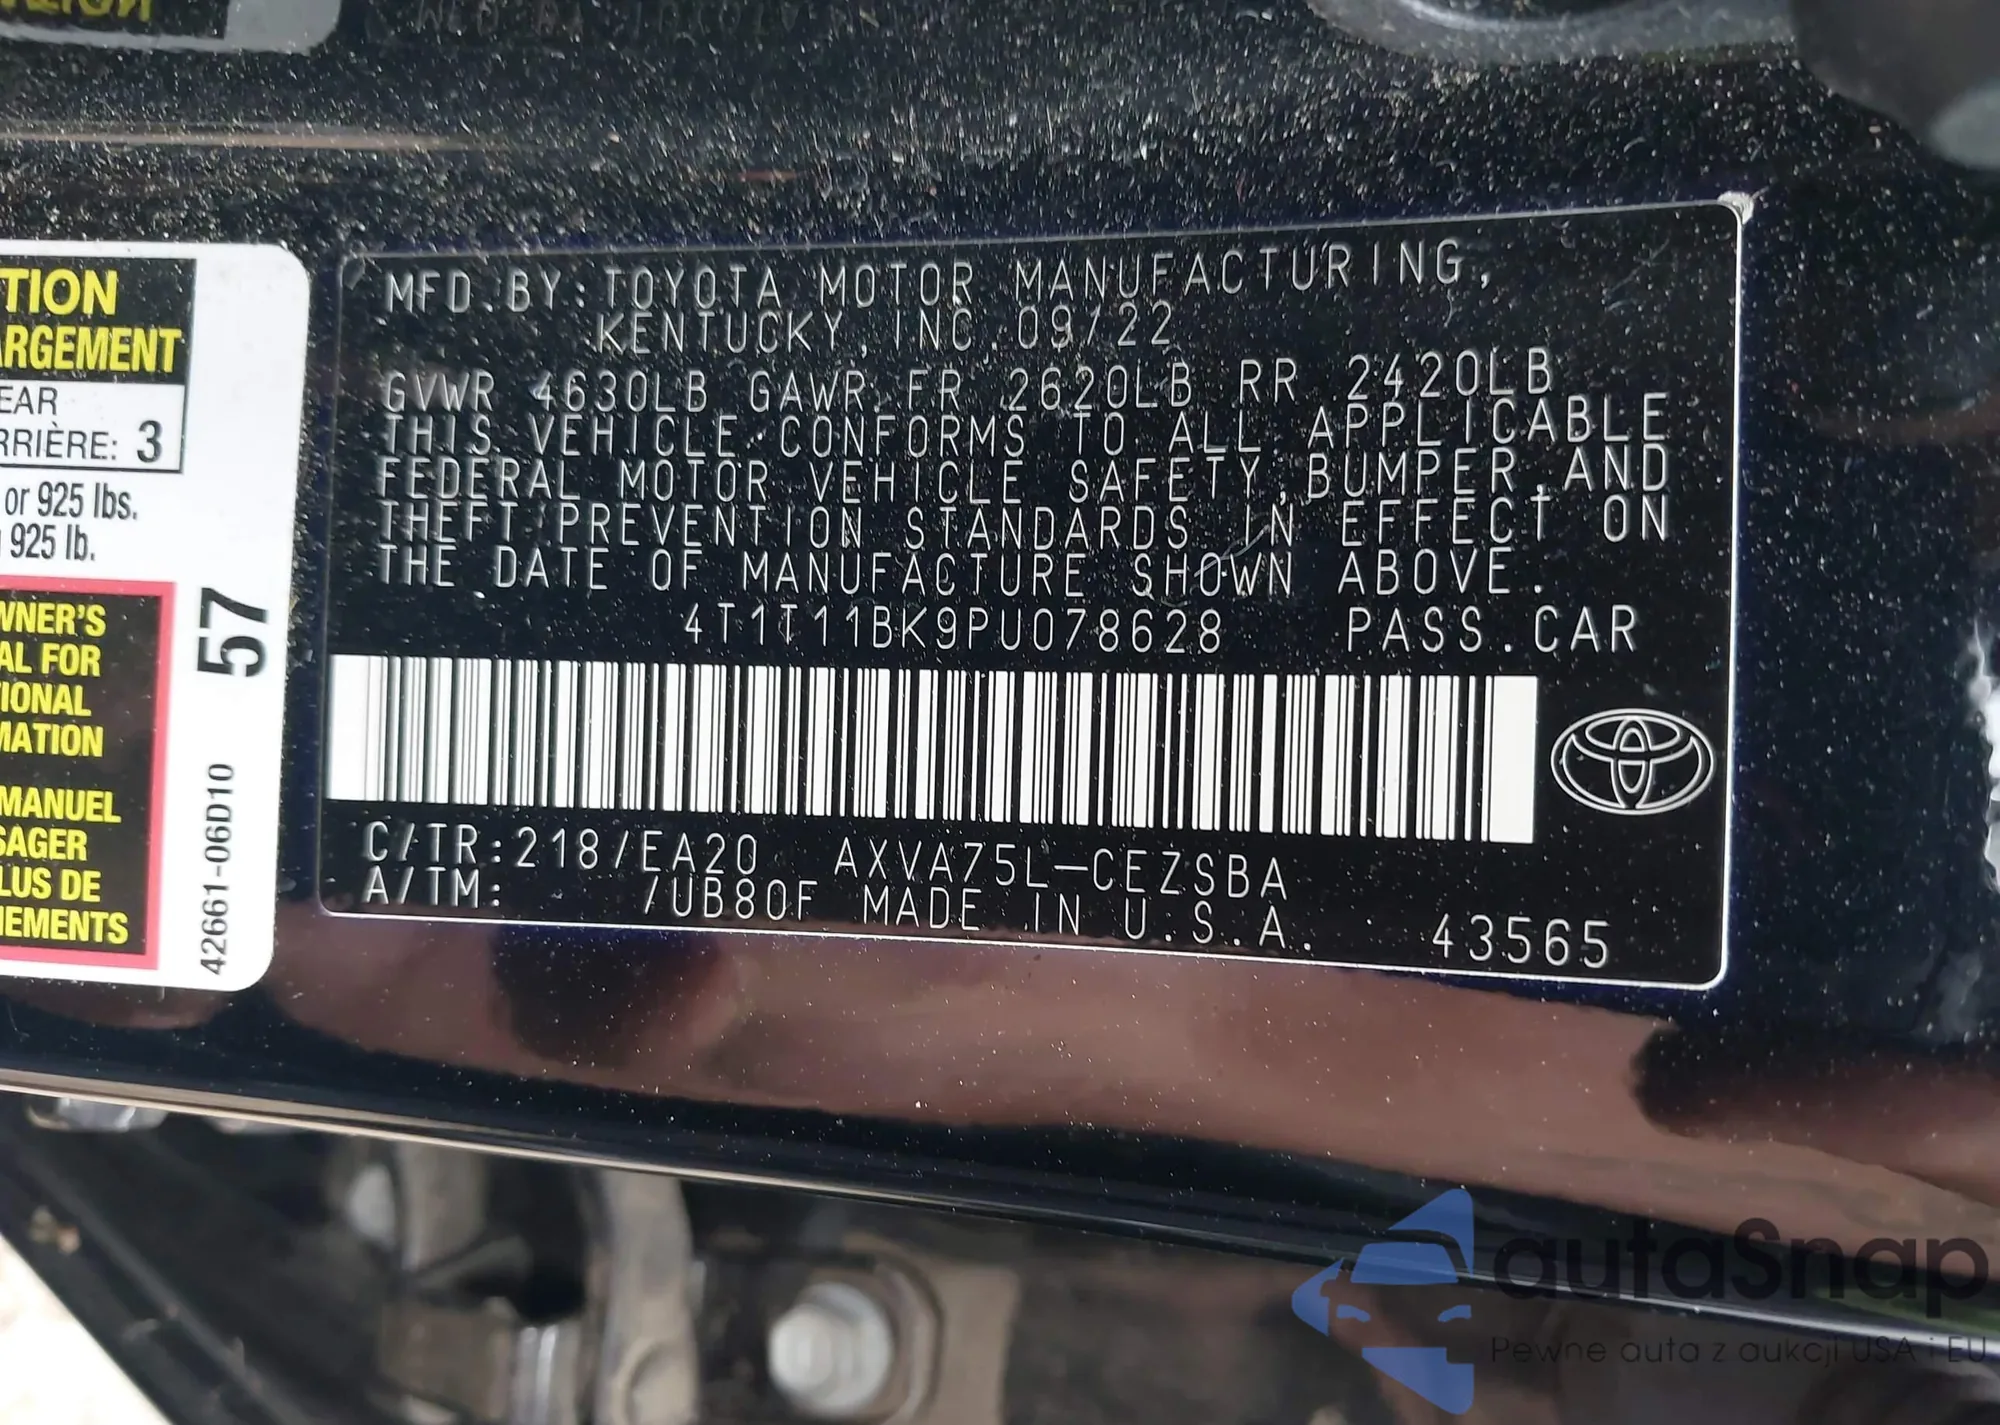 TION
ARGEMENT
EAR
RRIÈRE: 3
or 925 lbs.
925 lb.
WNER'S
AL FOR
TIONAL
MATION
MANUEL
SAGER
LUS DE
NEMENTS
57
42661-06D10
MFD.BY:TOYOTA MOTOR MANUFACTURING,
KENTUCKY,INC.09/22
GVWR 4630LB GAWR FR 2620LB RR 2420LB
THIS VEHICLE CONFORMS TO ALL APPLICABLE
FEDERAL MOTOR VEHICLE SAFETY,BUMPER,AND
THEFT PREVENTION STANDARDS IN EFFECT ON
THE DATE OF MANUFACTURE SHOWN ABOVE.
4T1T11BK9PU078628 PASS.CAR
C/TR:218/EA20 AXVA75L-CEZSBA
A/TM: /UB80F MADE IN U.S.A. 43565
autaSnap
Pewne auta z aukcji USA i EU